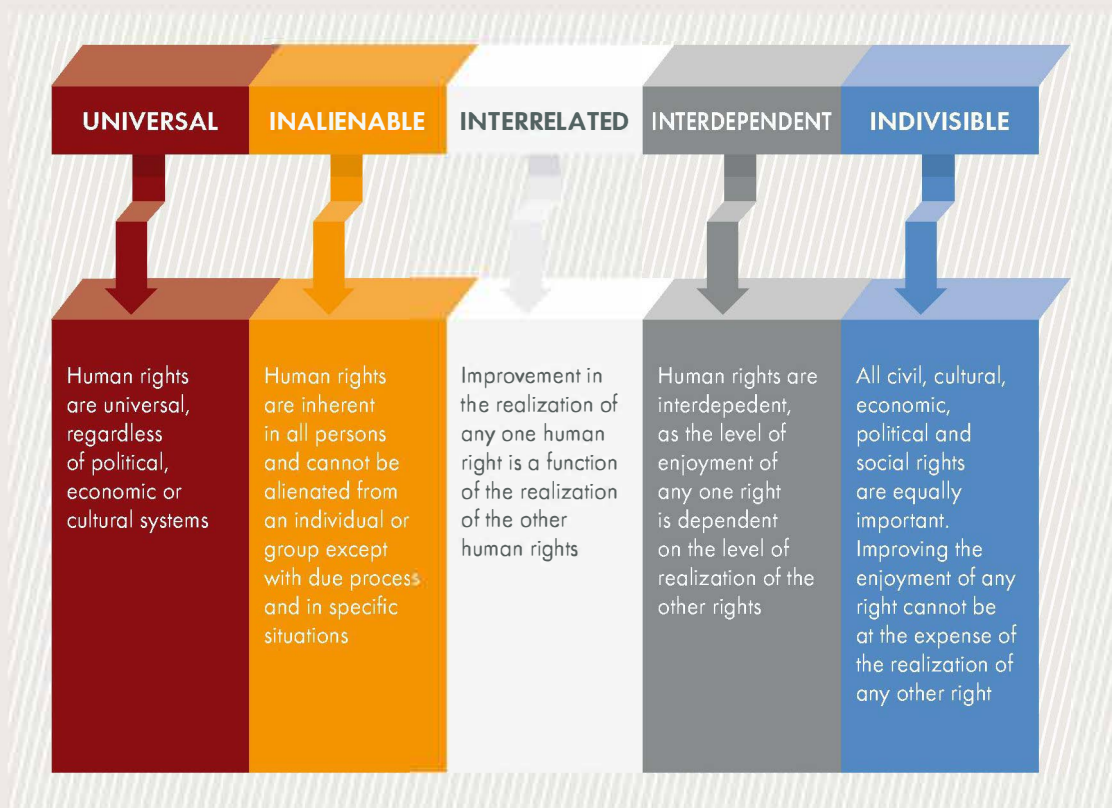 UNIVERSAL
INALIENABLE
INTERRELATED
INTERDEPENDENT
INDIVISIBLE
Human rights
are universal,
regardless
of political,
economic or
cultural systems
Human rights
are inherent
in all persons
and cannot be
alienated from
an individual or
group except
with due process
and in specific
situations
Improvement in
the realization of
any one human
right is a function
of the realization
of the other
human rights
Human rights are
interdepedent,
as the level of
enjoyment of
any one right
is dependent
on the level of
realization of the
other rights
All civil, cultural,
economic,
political and
social rights
are equally
important.
Improving the
enjoyment of any
right cannot be
at the expense of
the realization of
any other right